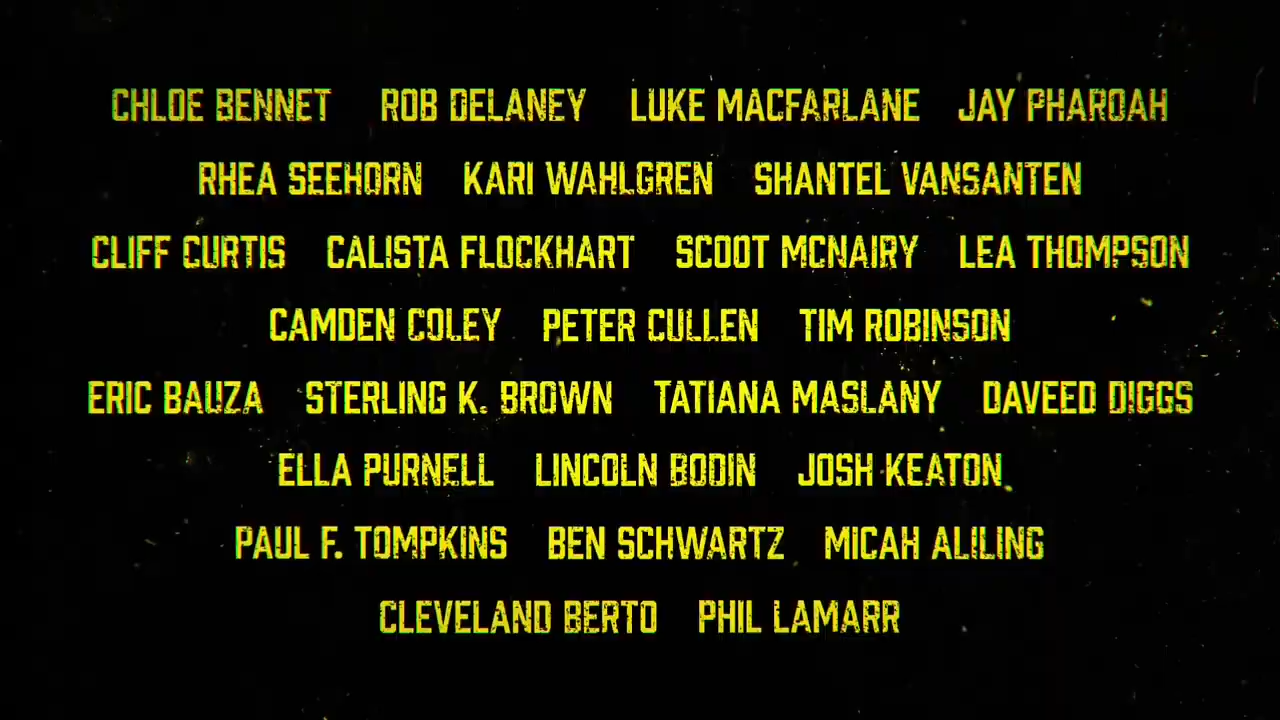 CHLOE BENNET ROB DELANEY LUKE MACFARLANE JAY PHAROAH
RHEA SEEHORN KARI WAHLGREN SHANTEL VANSANTEN
CLIFF CURTIS CALISTA FLOCKHART SCOOT MCNAIRY LEA THOMPSON
CAMDEN COLEY PETER CULLEN TIM ROBINSON
ERIC BAUZA STERLING K. BROWN TATIANA MASLANY DAVEED DIGGS
ELLA PURNELL LINCOLN BODIN JOSH KEATON
PAUL F. TOMPKINS BEN SCHWARTZ MICAH ALILING
CLEVELAND BERTO PHIL LAMARR